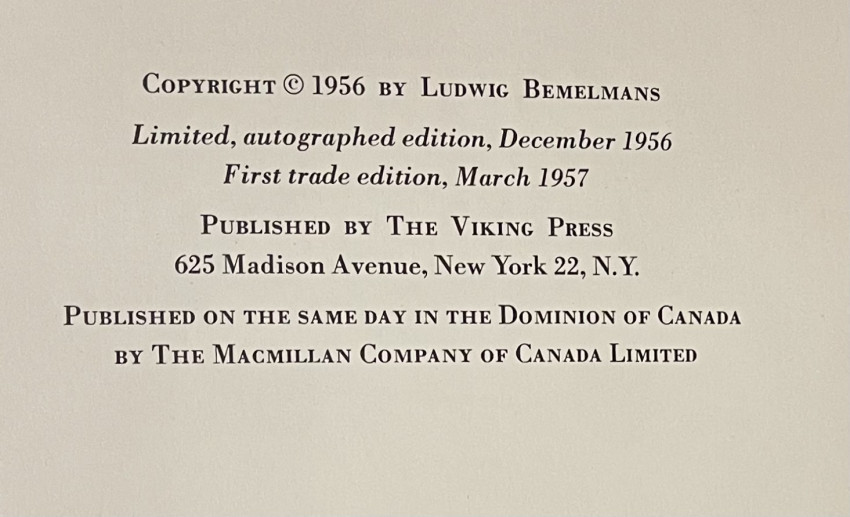 Copyright © 1956 by Ludwig Bemelmans
Limited, autographed edition, December 1956
First trade edition, March 1957
Published by The Viking Press
625 Madison Avenue, New York 22, N.Y.
Published on the same day in the Dominion of Canada
by The Macmillan Company of Canada Limited